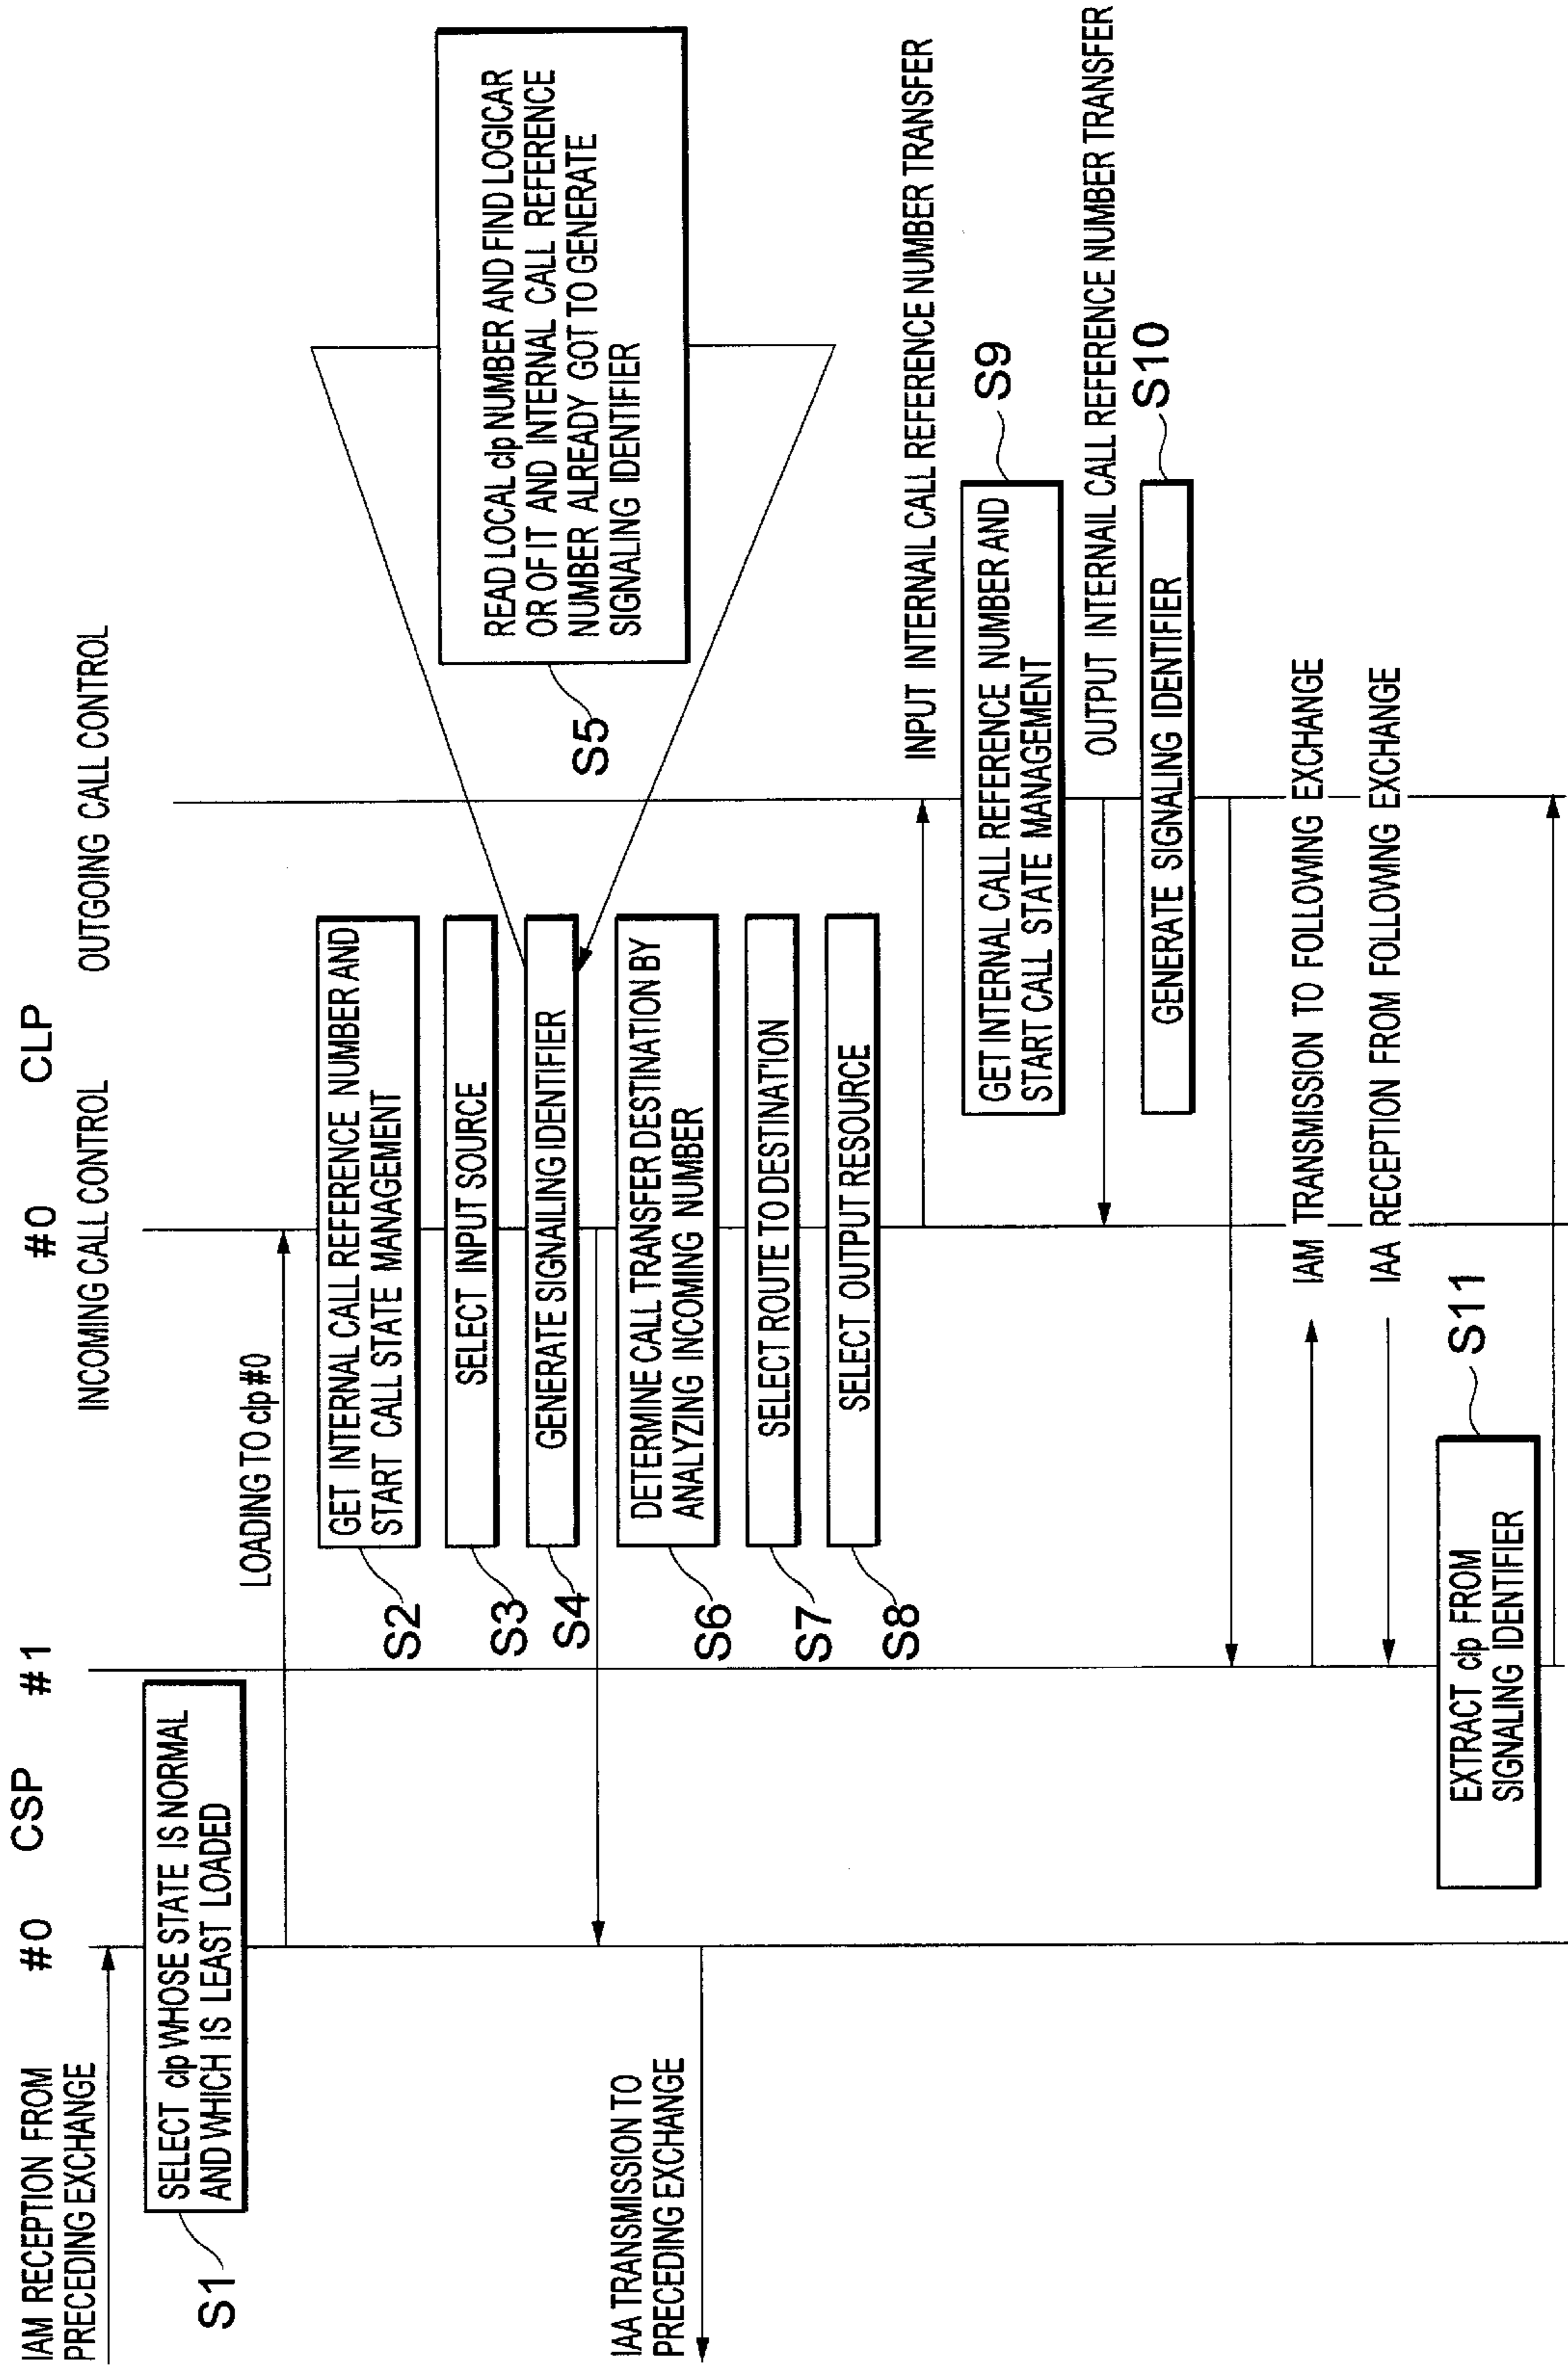 #0 CSP #1
#0 CLP
INCOMING CALL CONTROL
OUTGOING CALL CONTROL
IAM RECEPTION FROM
PRECEDING EXCHANGE
S1
SELECT clp WHOSE STATE IS NORMAL
AND WHICH IS LEAST LOADED
LOADING TO clp #0
S2
GET INTERNAL CALL REFERENCE NUMBER AND
START CALL STATE MANAGEMENT
S3
SELECT INPUT SOURCE
S4
GENERATE SIGNAILING IDENTIFIER
S5
READ LOCAL clp NUMBER AND FIND LOGICAR
OR OF IT AND INTERNAL CALL REFERENCE
NUMBER ALREADY GOT TO GENERATE
SIGNALING IDENTIFIER
IAA TRANSMISSION TO
PRECEDING EXCHANGE
S6
DETERMINE CALL TRANSFER DESTINATION BY
ANALYZING INCOMING NUMBER
S7
SELECT ROUTE TO DESTINATION
S8
SELECT OUTPUT RESOURCE
INPUT INTERNAIL CALL REFERENCE NUMBER TRANSFER
GET INTERNAL CALL REFERENCE NUMBER AND
START CALL STATE MANAGEMENT
S9
OUTPUT INTERNAIL CALL REFERENCE NUMBER TRANSFER
GENERATE SIGNALING IDENTIFIER
S10
IAM TRANSMISSION TO FOLLOWING EXCHANGE
IAA RECEPTION FROM FOLLOWING EXCHANGE
EXTRACT clp FROM
SIGNALING IDENTIFIER
S11